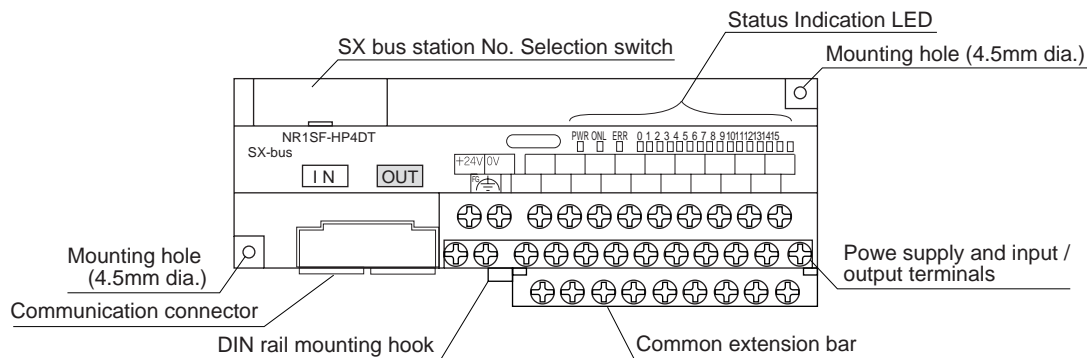 Status Indication LED
SX bus station No. Selection switch
Mounting hole (4.5mm dia.)
NR1SF-HP4DT
PWR ONL ERR 0 1 2 3 4 5 6 7 8 9 10 11 12 13 14 15
SX-bus
+24V 0V
IN OUT
FG
Mounting hole
(4.5mm dia.)
Powe supply and input /
output terminals
Communication connector
DIN rail mounting hook
Common extension bar